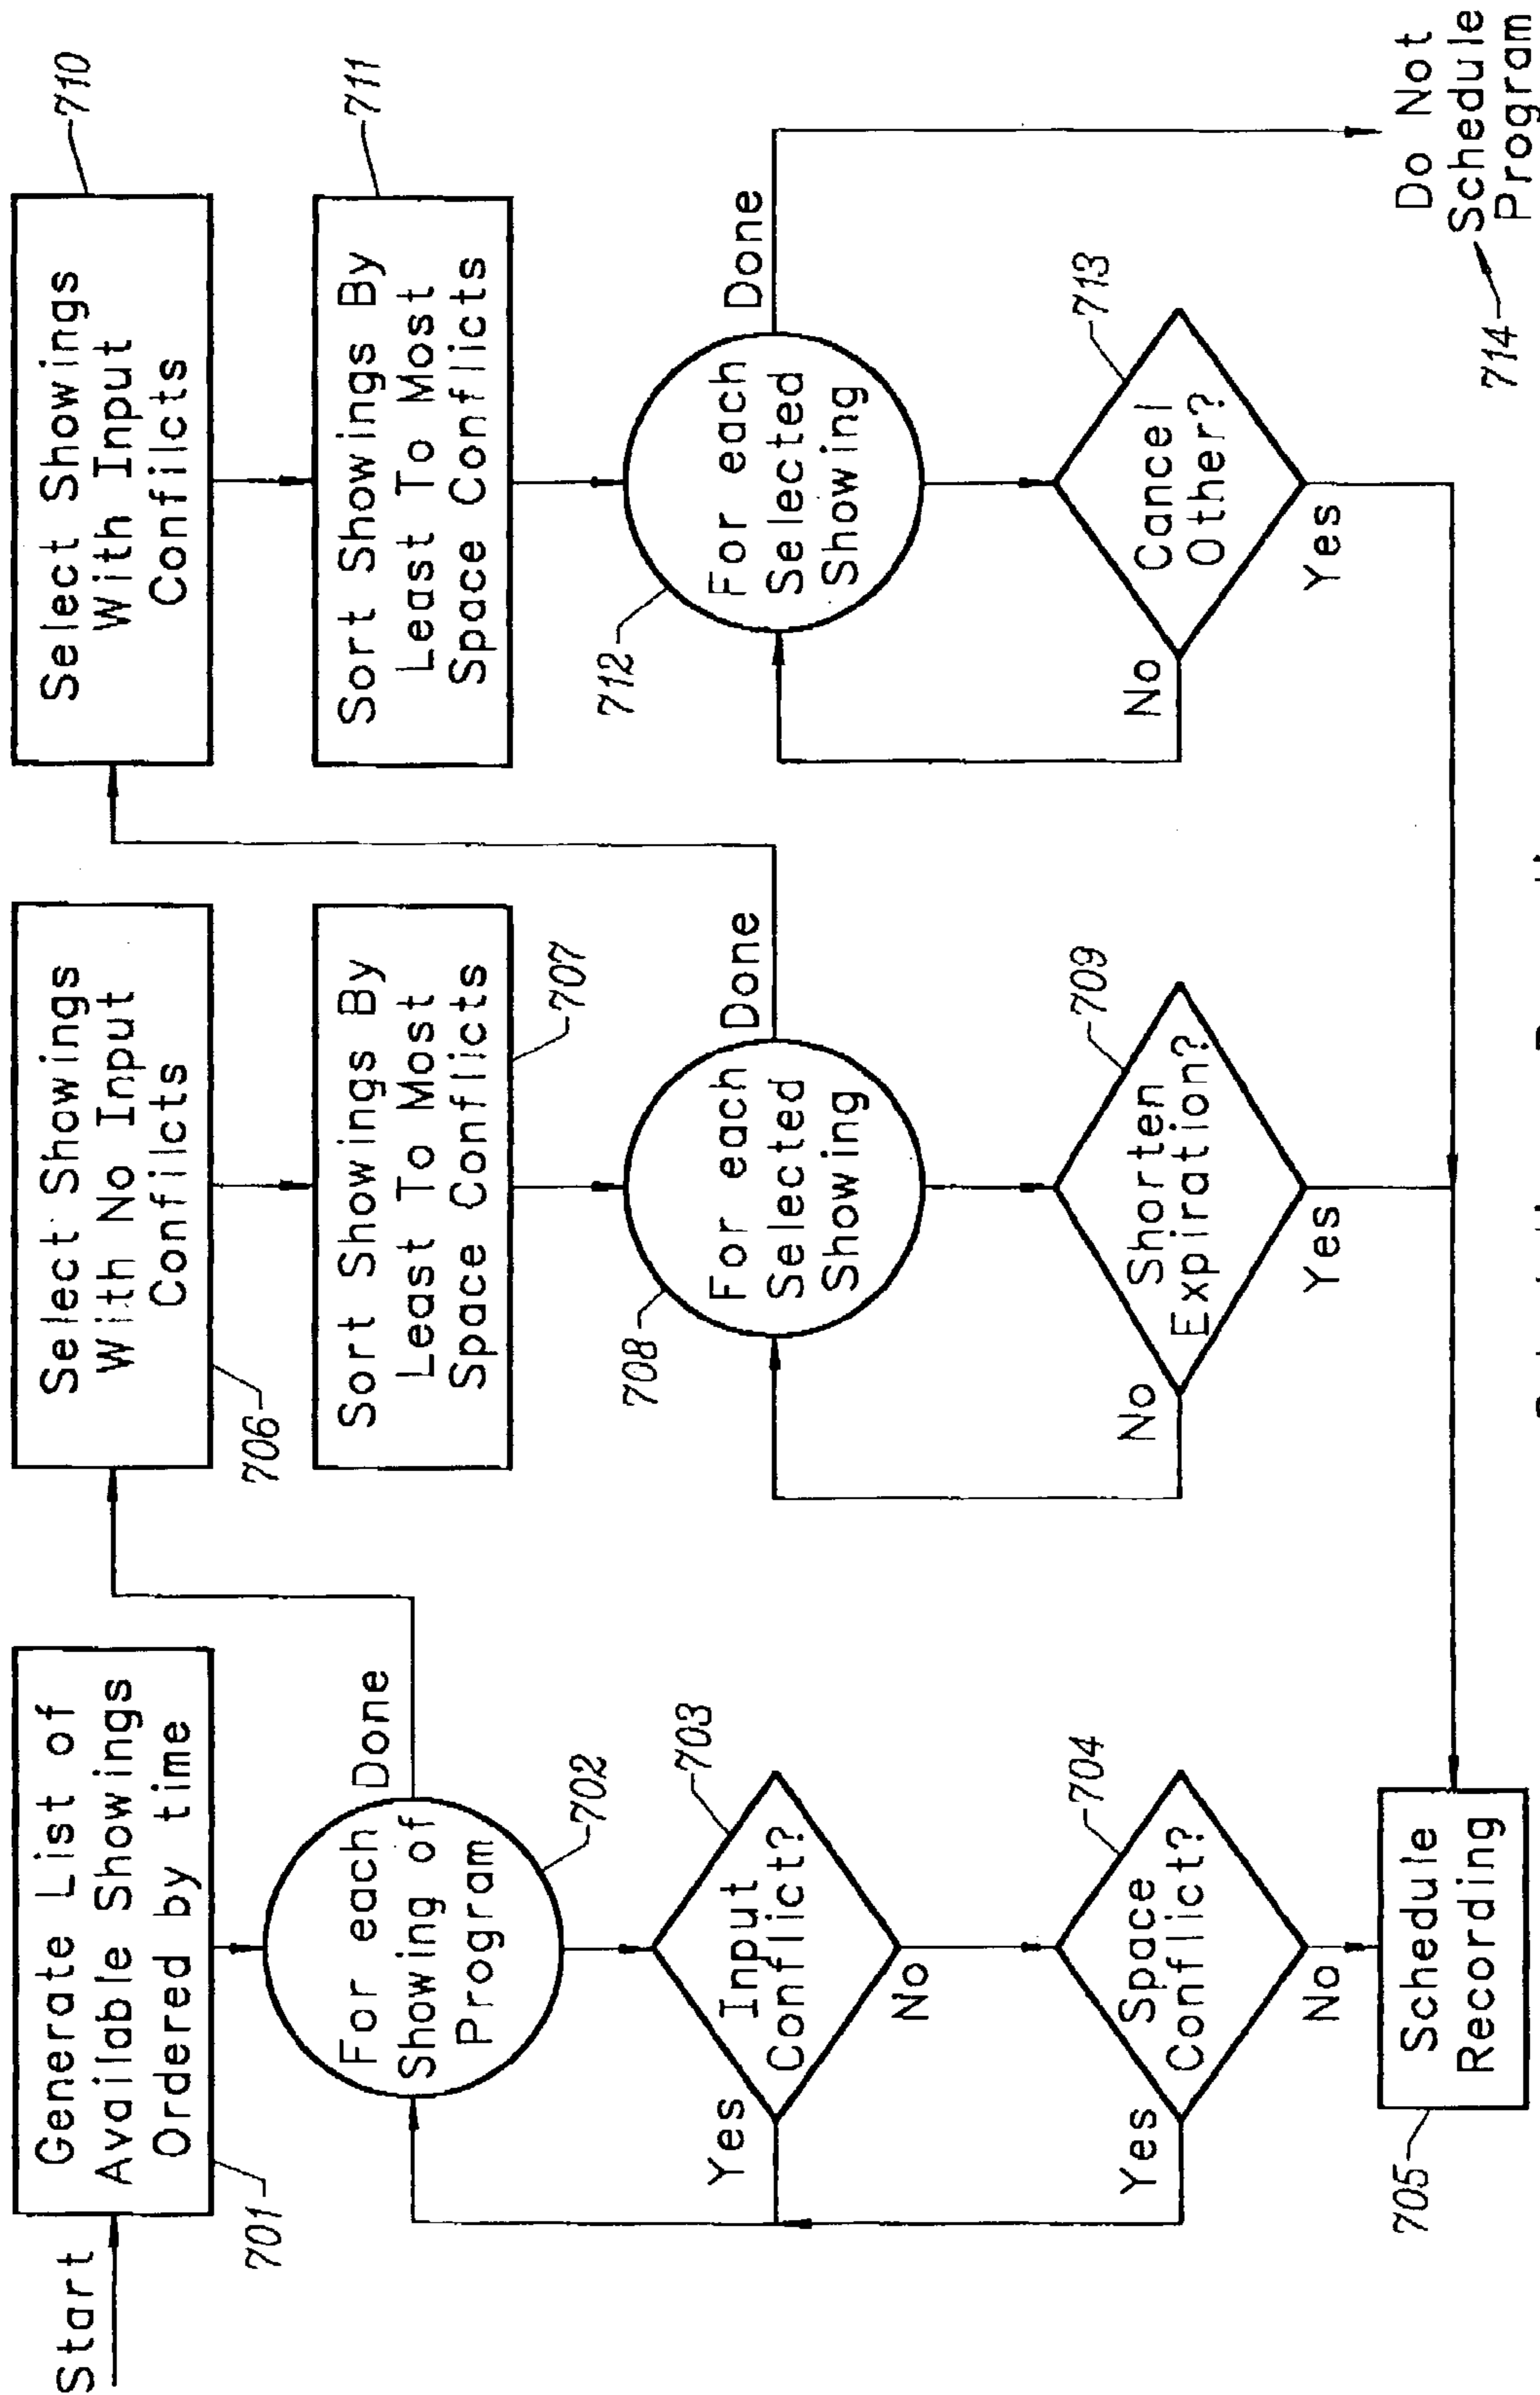 Start
Generate List of
Available Showings
Ordered by time
701
For each
Showing of
Program
Done
702
Input
Conflict?
703
Yes
No
Space
Conflict?
704
Yes
No
Schedule
Recording
705
Select Showings
With No Input
Confilcts
706
Sort Showings By
Least To Most
Space Conflicts
707
For each
Selected
Showing
Done
708
Shorten
Expiration?
709
No
Yes
Select Showings
With Input
Confilcts
710
Sort Showings By
Least To Most
Space Conflicts
711
For each
Selected
Showing
Done
712
Cancel
Other?
713
No
Yes
Do Not
Schedule
Program
714